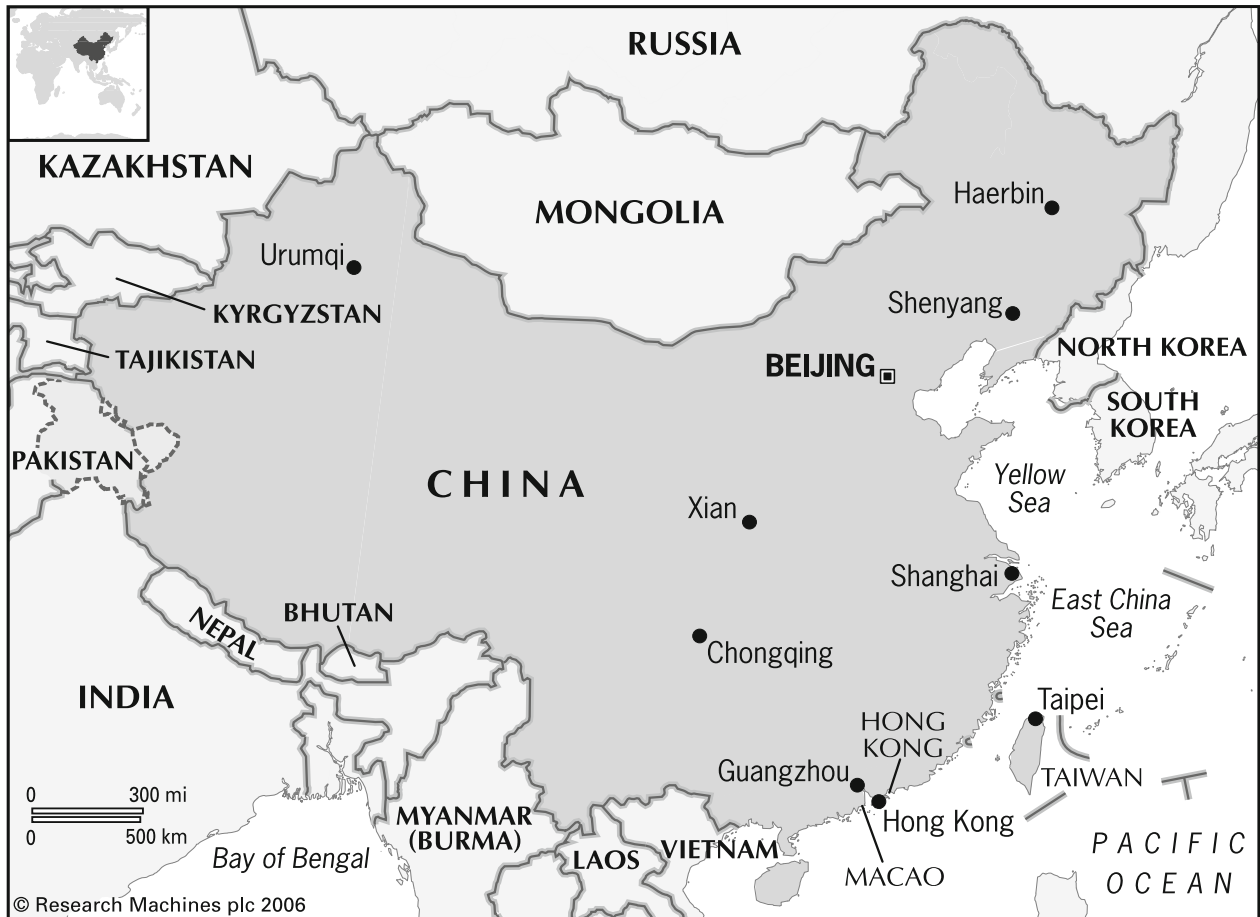 RUSSIA
KAZAKHSTAN
MONGOLIA
Haerbin
Urumqi
KYRGYZSTAN
Shenyang
TAJIKISTAN
BEIJING
NORTH KOREA
SOUTH
KOREA
PAKISTAN
CHINA
Yellow
Sea
Xian
Shanghai
East China
Sea
BHUTAN
NEPAL
Chongqing
INDIA
Taipei
HONG
KONG
Guangzhou
TAIWAN
0 300 mi
0 500 km
MYANMAR
(BURMA)
Hong Kong
Bay of Bengal
LAOS
VIETNAM
MACAO
PACIFIC
OCEAN
© Research Machines plc 2006